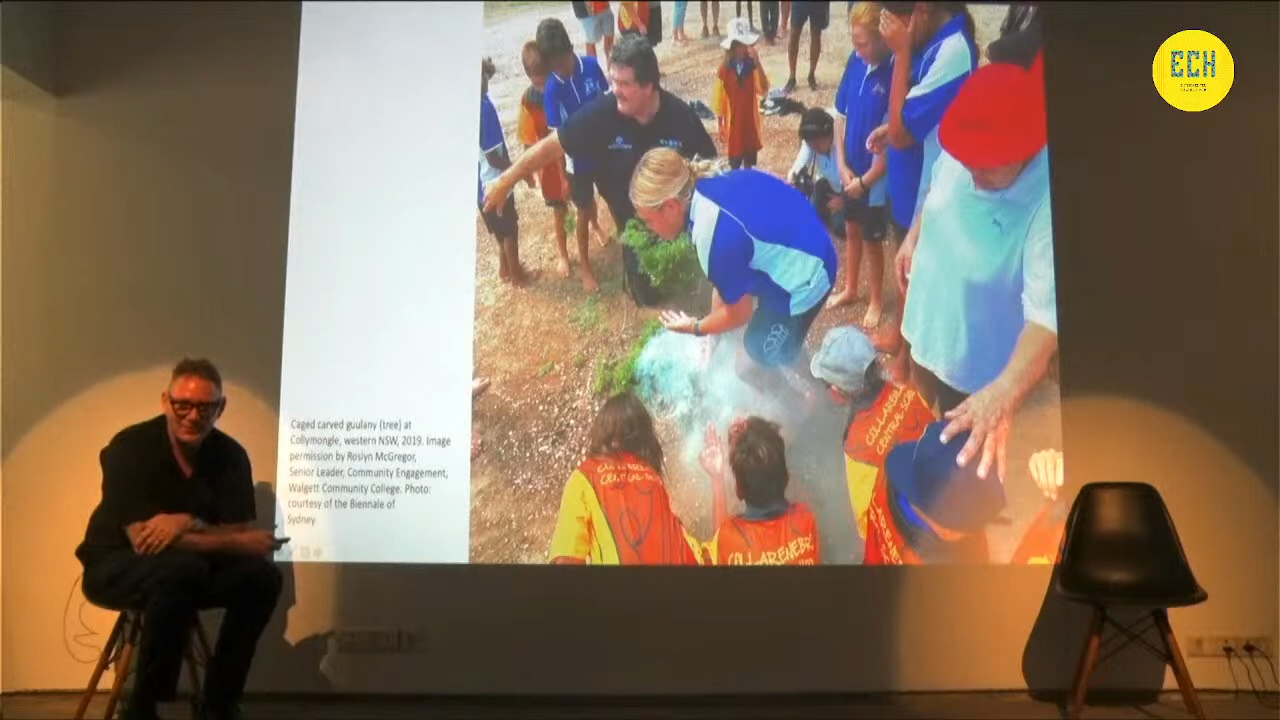 ECH
Caged carved guulany (tree) at
Collymongle, western NSW, 2019. Image
permission by Roslyn McGregor,
Senior Leader, Community Engagement,
Walgett Community College. Photo:
courtesy of the Biennale of
Sydney
COLLARENEBRI